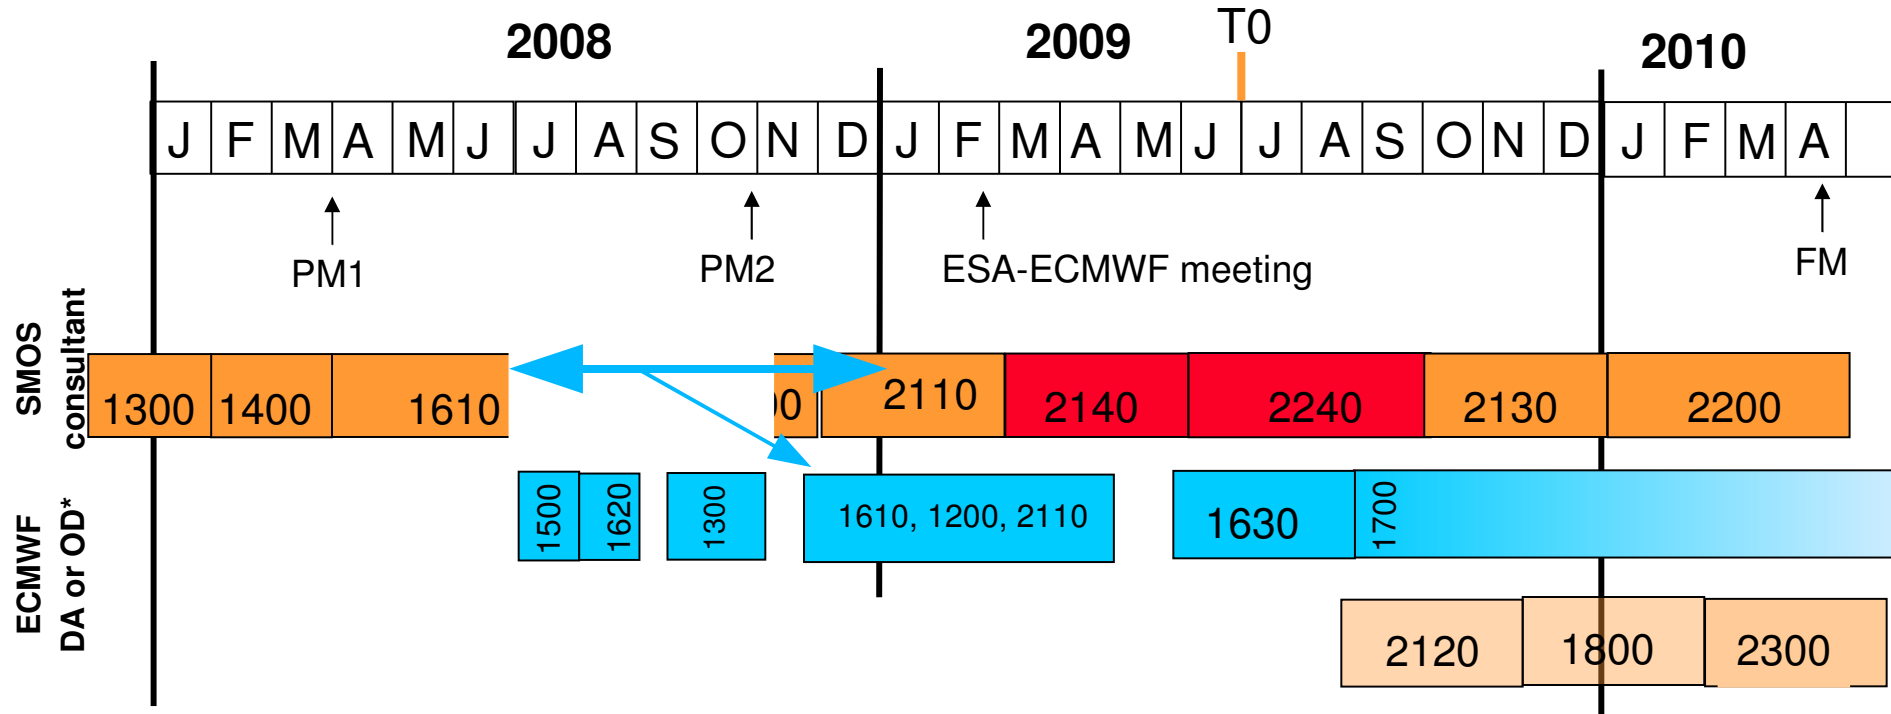 2008 2009 T0 2010
J F M A M J J A S O N D J F M A M J J A S O N D J F M A
PM1 PM2 ESA-ECMWF meeting FM
SMOS
consultant
1300 1400 1610 00 2110 2140 2240 2130 2200
ECMWF
DA or OD*
1500 1620 1300 1610, 1200, 2110 1630 1700
2120 1800 2300